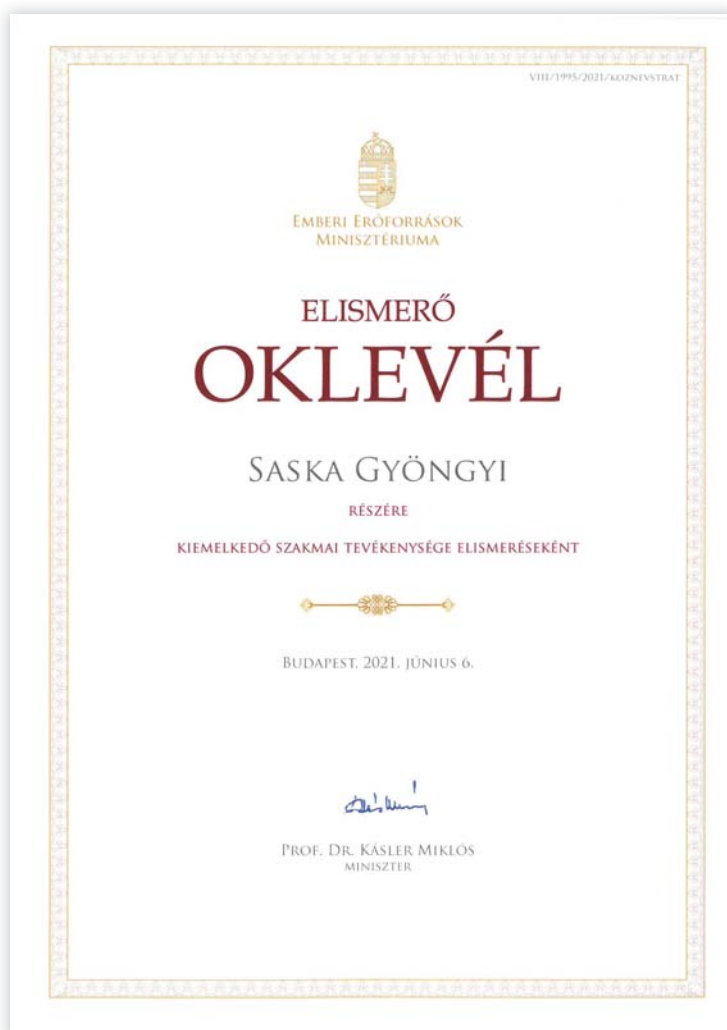 VIII/1995/2021/KOZNEVSTRAT
EMBERI ERŐFORRÁSOK
MINISZTÉRIUMA
ELISMERŐ
OKLEVÉL
SASKA GYÖNGYI
RÉSZÉRE
KIEMELKEDŐ SZAKMAI TEVÉKENYSÉGE ELISMERÉSEKÉNT
BUDAPEST, 2021. JÚNIUS 6.
PROF. DR. KÁSLER MIKLÓS
MINISZTER